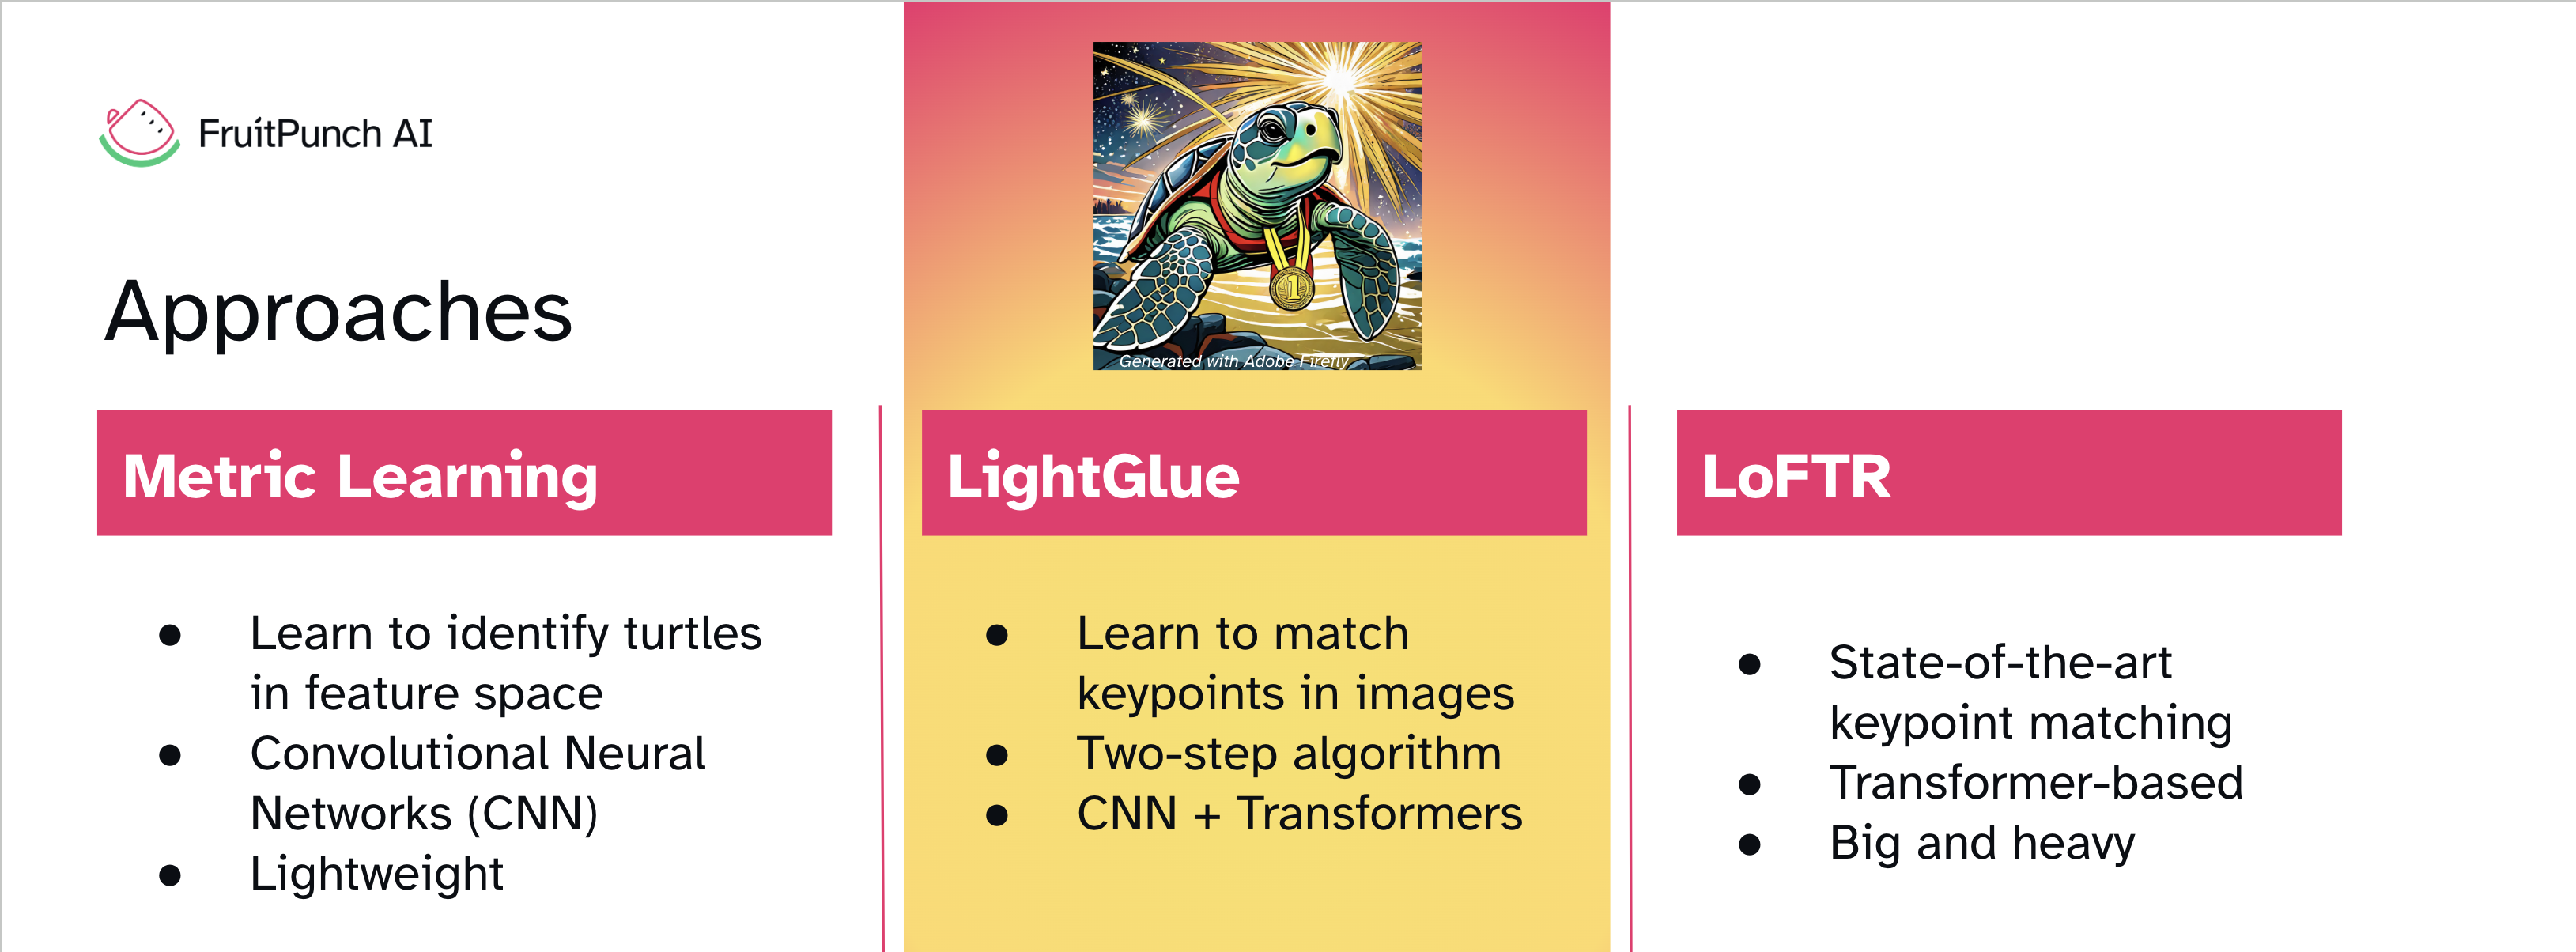 FruitPunch AI
Generated with Adobe Firefly
1
Approaches
Metric Learning
● Learn to identify turtles
in feature space
● Convolutional Neural
Networks (CNN)
● Lightweight
LightGlue
● Learn to match
keypoints in images
● Two-step algorithm
● CNN + Transformers
LoFTR
● State-of-the-art
keypoint matching
● Transformer-based
● Big and heavy